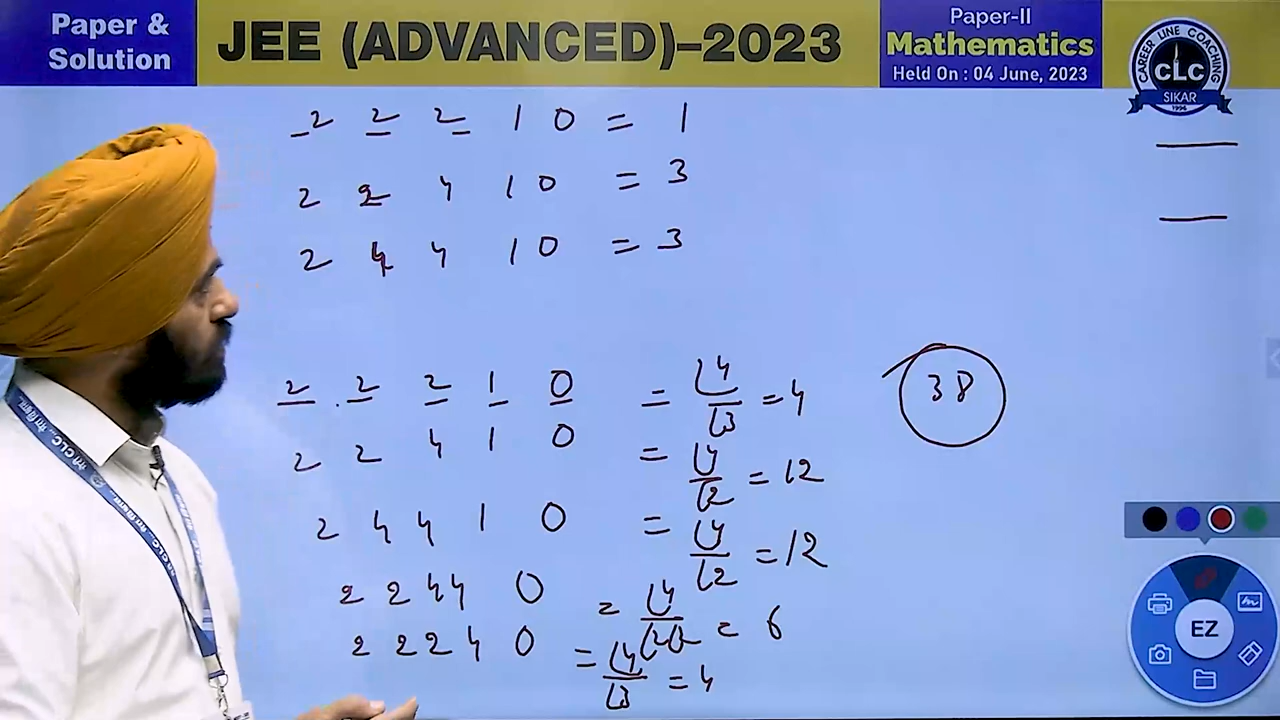 Paper &
Solution
JEE (ADVANCED)–2023
Paper-II
Mathematics
Held On : 04 June, 2023
CAREER LINE COACHING
CLC
SIKAR
1996
2 2 2 1 0 = 1
2 2 4 1 0 = 3
2 4 4 1 0 = 3
2 2 2 1 0 = ⌊4/⌊3 = 4
38
2 2 4 1 0 = ⌊4/⌊2 = 12
2 4 4 1 0 = ⌊4/⌊2 = 12
2 2 4 4 0 = ⌊4/⌊2⌊2 = 6
2 2 2 4 0 = ⌊4/⌊3 = 4
EZ